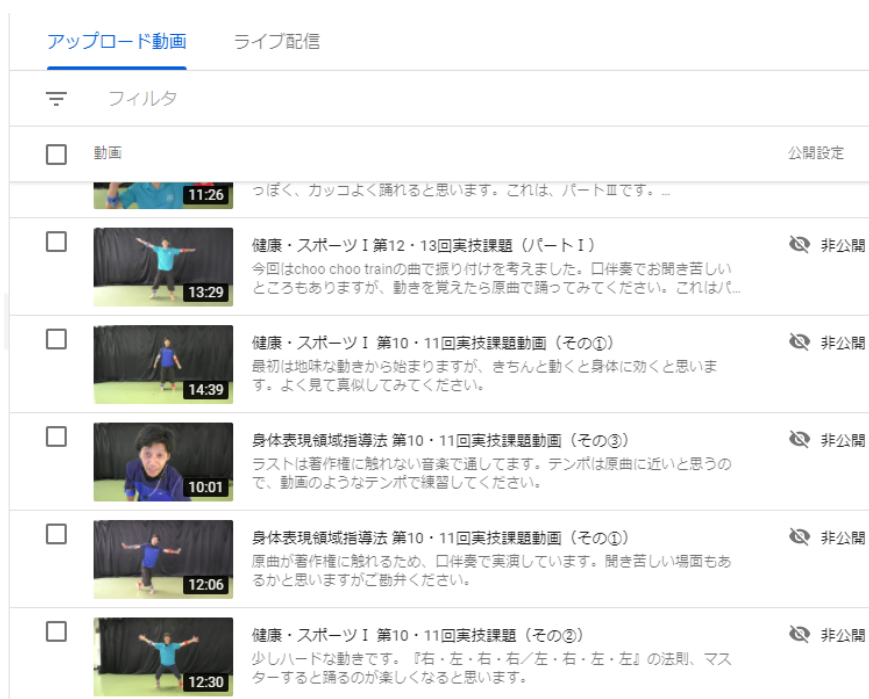 アップロード動画 ライブ配信
フィルタ
動画 公開設定
11:26
っぽく、カッコよく踊れると思います。これは、パートⅢです。...
健康・スポーツⅠ第12・13回実技課題（パートⅠ） 非公開
今回はchoo choo trainの曲で振り付けを考えました。口伴奏でお聞き苦しい
ところもありますが、動きを覚えたら原曲で踊ってみてください。これはパ...
13:29
健康・スポーツⅠ 第10・11回実技課題動画（その①） 非公開
最初は地味な動きから始まりますが、きちんと動くと身体に効くと思いま
す。よく見て真似してみてください。
14:39
身体表現領域指導法 第10・11回実技課題動画（その③） 非公開
ラストは著作権に触れない音楽で通してます。テンポは原曲に近いと思うの
で、動画のようなテンポで練習してください。
10:01
身体表現領域指導法 第10・11回実技課題動画（その①） 非公開
原曲が著作権に触れるため、口伴奏で実演しています。聞き苦しい場面もあ
るかと思いますがご勘弁ください。
12:06
健康・スポーツⅠ 第10・11回実技課題（その②） 非公開
少しハードな動きです。『右・左・右・右／左・右・左・左』の法則、マス
ターすると踊るのが楽しくなると思います。
12:30